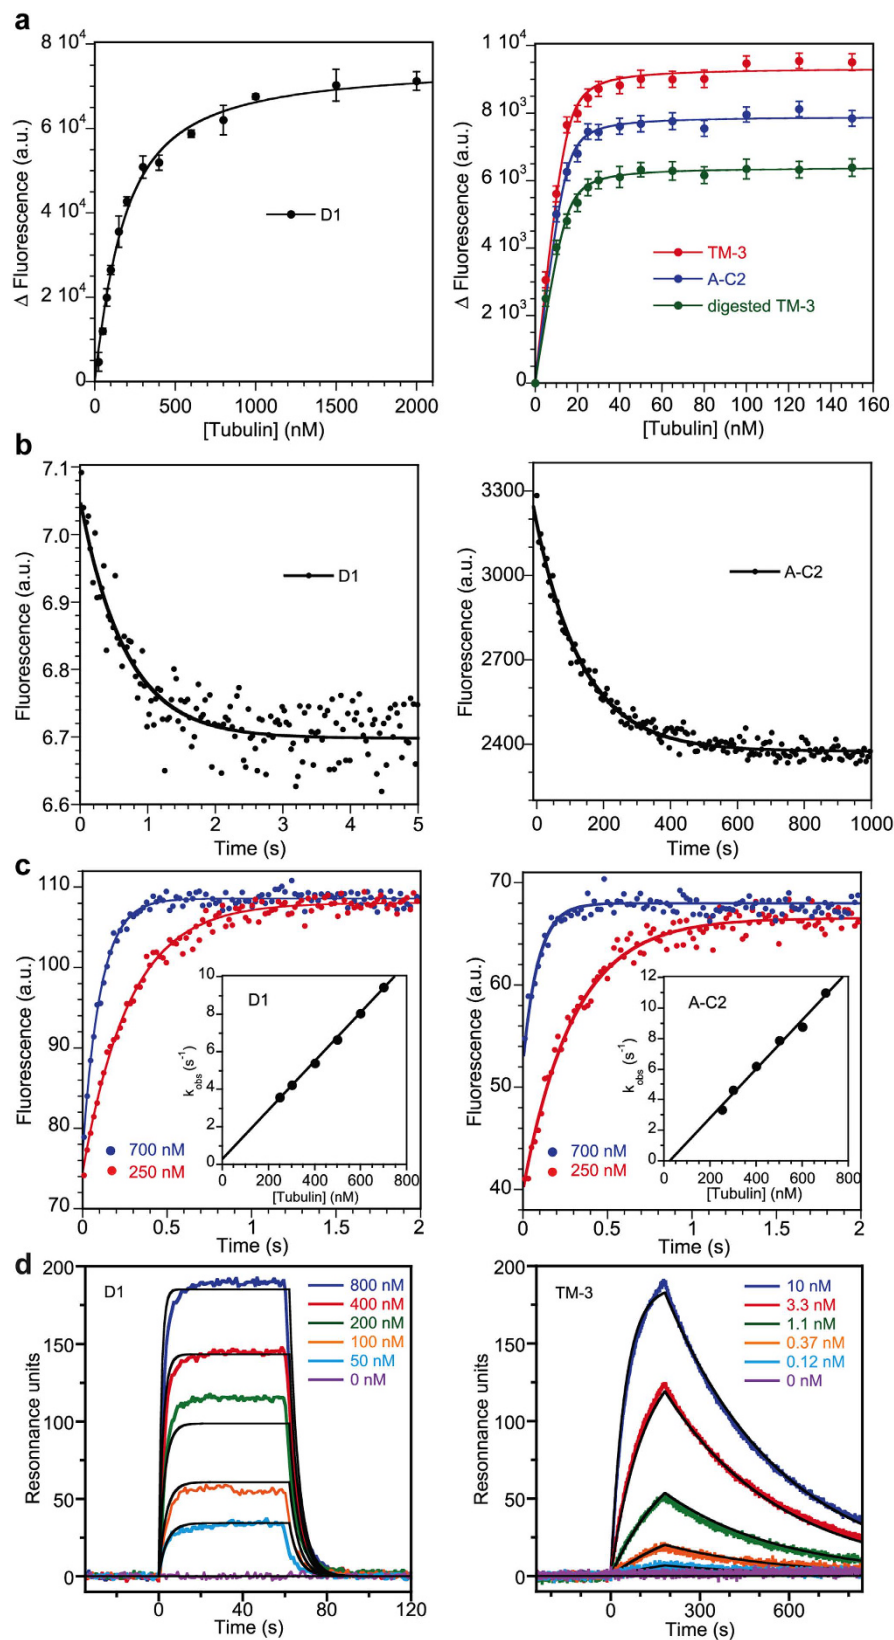 a
8 10⁴
6 10⁴
4 10⁴
2 10⁴
0
Δ Fluorescence (a.u.)
D1
0 500 1000 1500 2000
[Tubulin] (nM)
1 10⁴
8 10³
6 10³
4 10³
2 10³
0
Δ Fluorescence (a.u.)
TM-3
A-C2
digested TM-3
0 20 40 60 80 100 120 140 160
[Tubulin] (nM)
b
7.1
7.0
6.9
6.8
6.7
6.6
Fluorescence (a.u.)
D1
0 1 2 3 4 5
Time (s)
3300
3000
2700
2400
Fluorescence (a.u.)
A-C2
0 200 400 600 800 1000
Time (s)
c
110
100
90
80
70
Fluorescence (a.u.)
700 nM
250 nM
10
8
6
4
2
0
k_obs (s⁻¹)
D1
0 200 400 600 800
[Tubulin] (nM)
0 0.5 1 1.5 2
Time (s)
70
60
50
40
Fluorescence (a.u.)
700 nM
250 nM
12
10
8
6
4
2
0
k_obs (s⁻¹)
A-C2
0 200 400 600 800
[Tubulin] (nM)
0 0.5 1 1.5 2
Time (s)
d
200
150
100
50
0
Resonnance units
D1
800 nM
400 nM
200 nM
100 nM
50 nM
0 nM
0 40 80 120
Time (s)
200
150
100
50
0
Resonnance units
TM-3
10 nM
3.3 nM
1.1 nM
0.37 nM
0.12 nM
0 nM
0 300 600
Time (s)